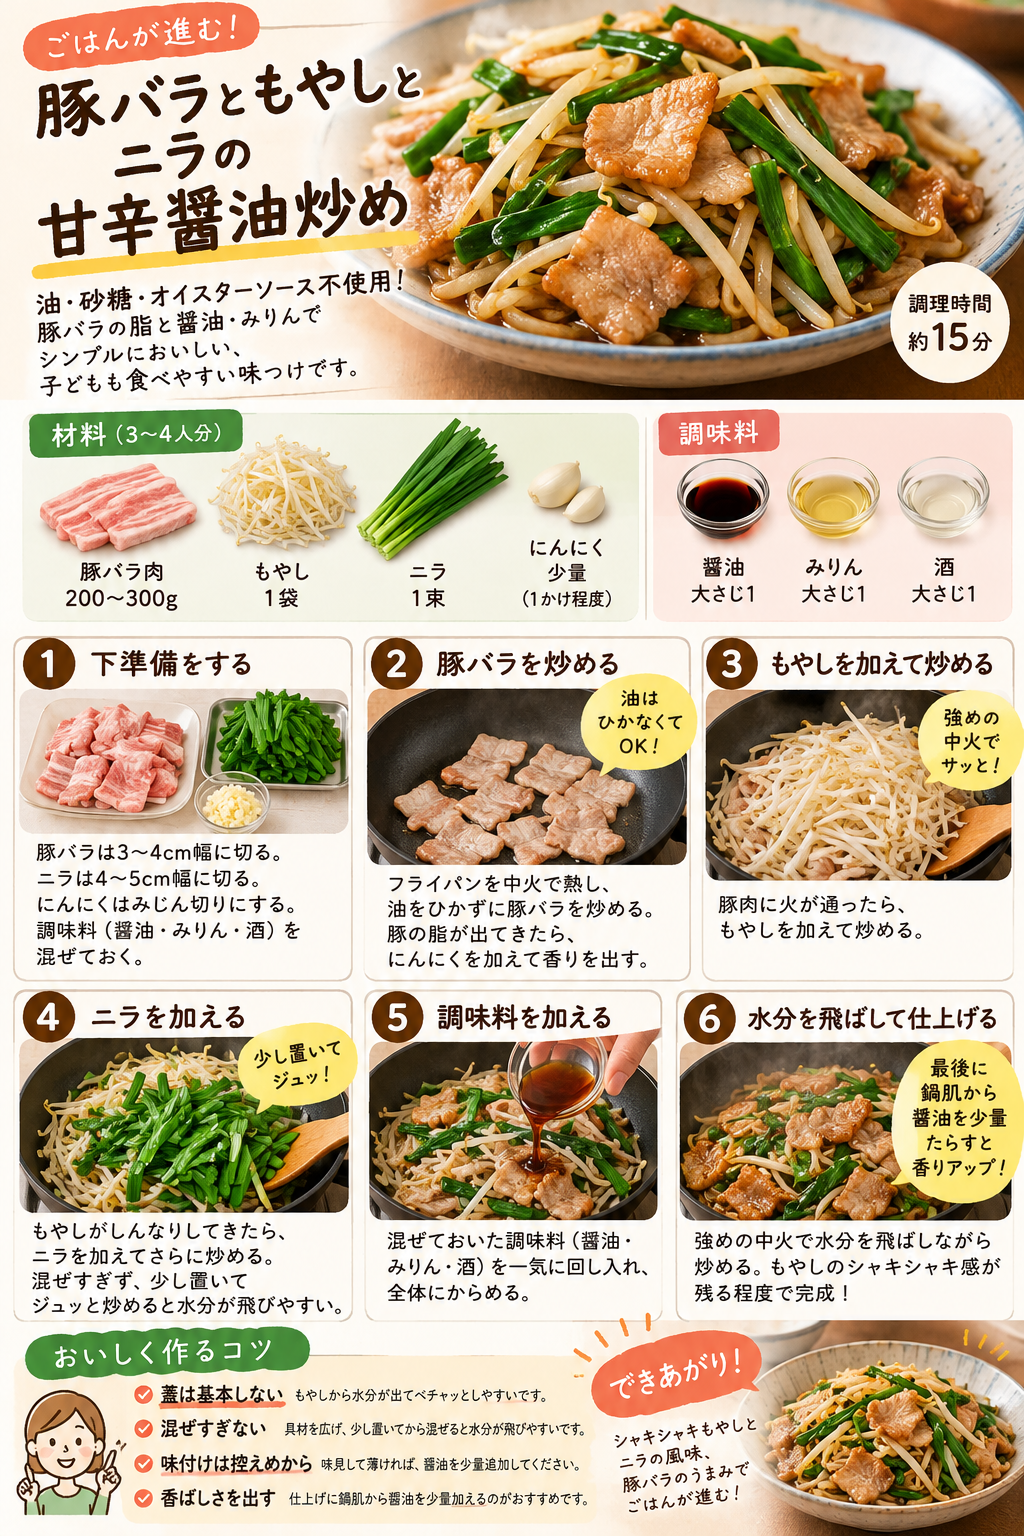 ごはんが進む！
豚バラともやしと
ニラの
甘辛醤油炒め
油・砂糖・オイスターソース不使用！
豚バラの脂と醤油・みりんで
シンプルにおいしい、
子どもも食べやすい味つけです。
調理時間
約15分
材料（3〜4人分）
豚バラ肉
200〜300g
もやし
1袋
ニラ
1束
にんにく
少量
（1かけ程度）
調味料
醤油
大さじ1
みりん
大さじ1
酒
大さじ1
1 下準備をする
豚バラは3〜4cm幅に切る。
ニラは4〜5cm幅に切る。
にんにくはみじん切りにする。
調味料（醤油・みりん・酒）を
混ぜておく。
2 豚バラを炒める
油は
ひかなくて
OK！
フライパンを中火で熱し、
油をひかずに豚バラを炒める。
豚の脂が出てきたら、
にんにくを加えて香りを出す。
3 もやしを加えて炒める
強めの
中火で
サッと！
豚肉に火が通ったら、
もやしを加えて炒める。
4 ニラを加える
少し置いて
ジュッ！
もやしがしんなりしてきたら、
ニラを加えてさらに炒める。
混ぜすぎず、少し置いて
ジュッと炒めると水分が飛びやすい。
5 調味料を加える
混ぜておいた調味料（醤油・
みりん・酒）を一気に回し入れ、
全体にからめる。
6 水分を飛ばして仕上げる
最後に
鍋肌から
醤油を少量
たらすと
香りアップ！
強めの中火で水分を飛ばしながら
炒める。もやしのシャキシャキ感が
残る程度で完成！
おいしく作るコツ
蓋は基本しない もやしから水分が出てベチャッとしやすいです。
混ぜすぎない 具材を広げ、少し置いてから混ぜると水分が飛びやすいです。
味付けは控えめから 味見して薄ければ、醤油を少量追加してください。
香ばしさを出す 仕上げに鍋肌から醤油を少量加えるのがおすすめです。
できあがり！
シャキシャキもやしと
ニラの風味、
豚バラのうまみで
ごはんが進む！